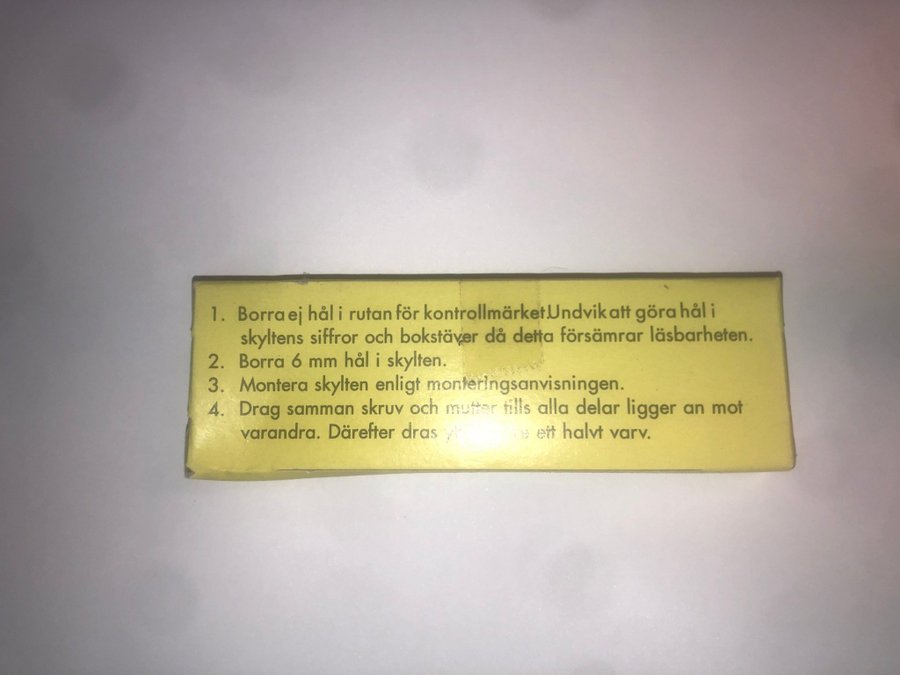 1. Borra ej hål i rutan för kontrollmärket.Undvik att göra hål i
skyltens siffror och bokstäver då detta försämrar läsbarheten.
2. Borra 6 mm hål i skylten.
3. Montera skylten enligt monteringsanvisningen.
4. Drag samman skruv och mutter tills alla delar ligger an mot
varandra. Därefter dras ett halvt varv.